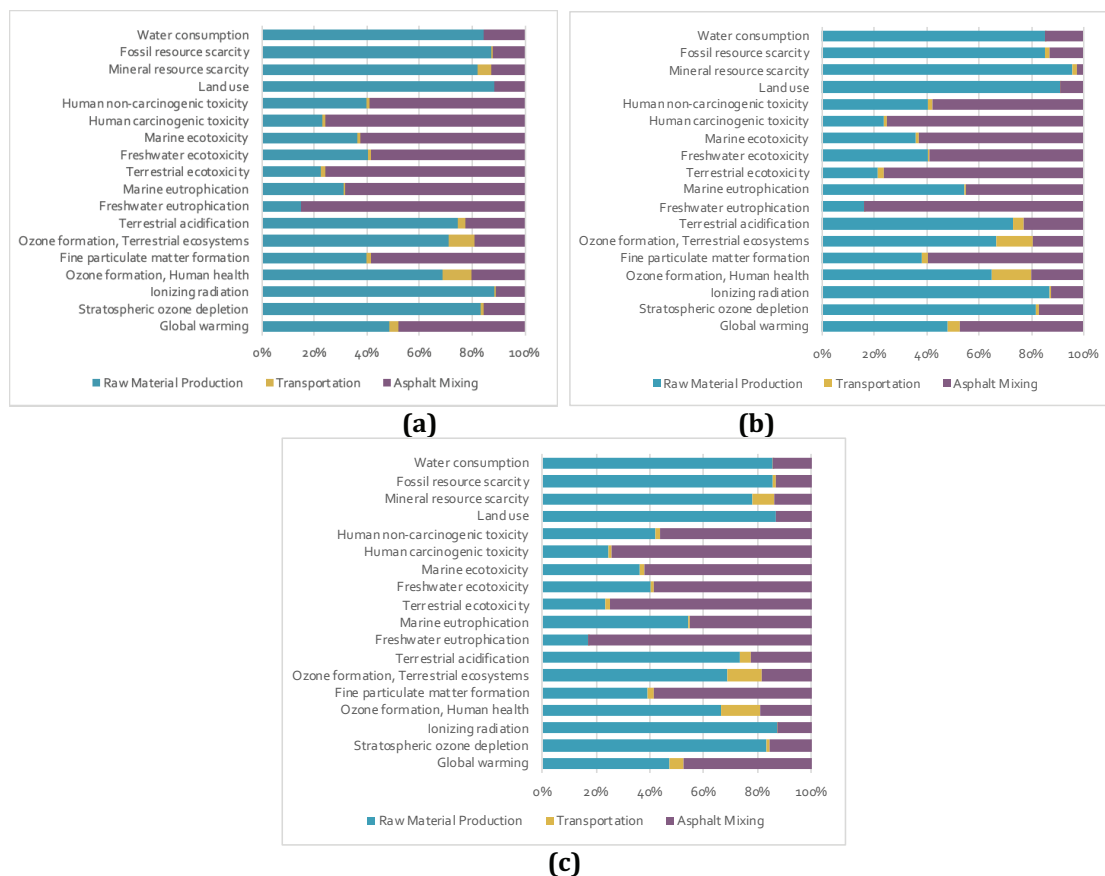 Water consumption
Fossil resource scarcity
Mineral resource scarcity
Land use
Human non-carcinogenic toxicity
Human carcinogenic toxicity
Marine ecotoxicity
Freshwater ecotoxicity
Terrestrial ecotoxicity
Marine eutrophication
Freshwater eutrophication
Terrestrial acidification
Ozone formation, Terrestrial ecosystems
Fine particulate matter formation
Ozone formation, Human health
Ionizing radiation
Stratospheric ozone depletion
Global warming
0% 20% 40% 60% 80% 100%
Raw Material Production Transportation Asphalt Mixing
(a)
Water consumption
Fossil resource scarcity
Mineral resource scarcity
Land use
Human non-carcinogenic toxicity
Human carcinogenic toxicity
Marine ecotoxicity
Freshwater ecotoxicity
Terrestrial ecotoxicity
Marine eutrophication
Freshwater eutrophication
Terrestrial acidification
Ozone formation, Terrestrial ecosystems
Fine particulate matter formation
Ozone formation, Human health
Ionizing radiation
Stratospheric ozone depletion
Global warming
0% 20% 40% 60% 80% 100%
Raw Material Production Transportation Asphalt Mixing
(b)
Water consumption
Fossil resource scarcity
Mineral resource scarcity
Land use
Human non-carcinogenic toxicity
Human carcinogenic toxicity
Marine ecotoxicity
Freshwater ecotoxicity
Terrestrial ecotoxicity
Marine eutrophication
Freshwater eutrophication
Terrestrial acidification
Ozone formation, Terrestrial ecosystems
Fine particulate matter formation
Ozone formation, Human health
Ionizing radiation
Stratospheric ozone depletion
Global warming
0% 20% 40% 60% 80% 100%
Raw Material Production Transportation Asphalt Mixing
(c)